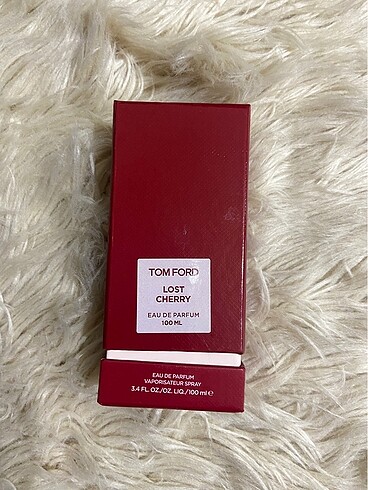 TOM FORD
LOST
CHERRY
EAU DE PARFUM
100 ML
EAU DE PARFUM
VAPORISATEUR SPRAY
3.4 FL. OZ./OZ. LIQ./100 ml ℮